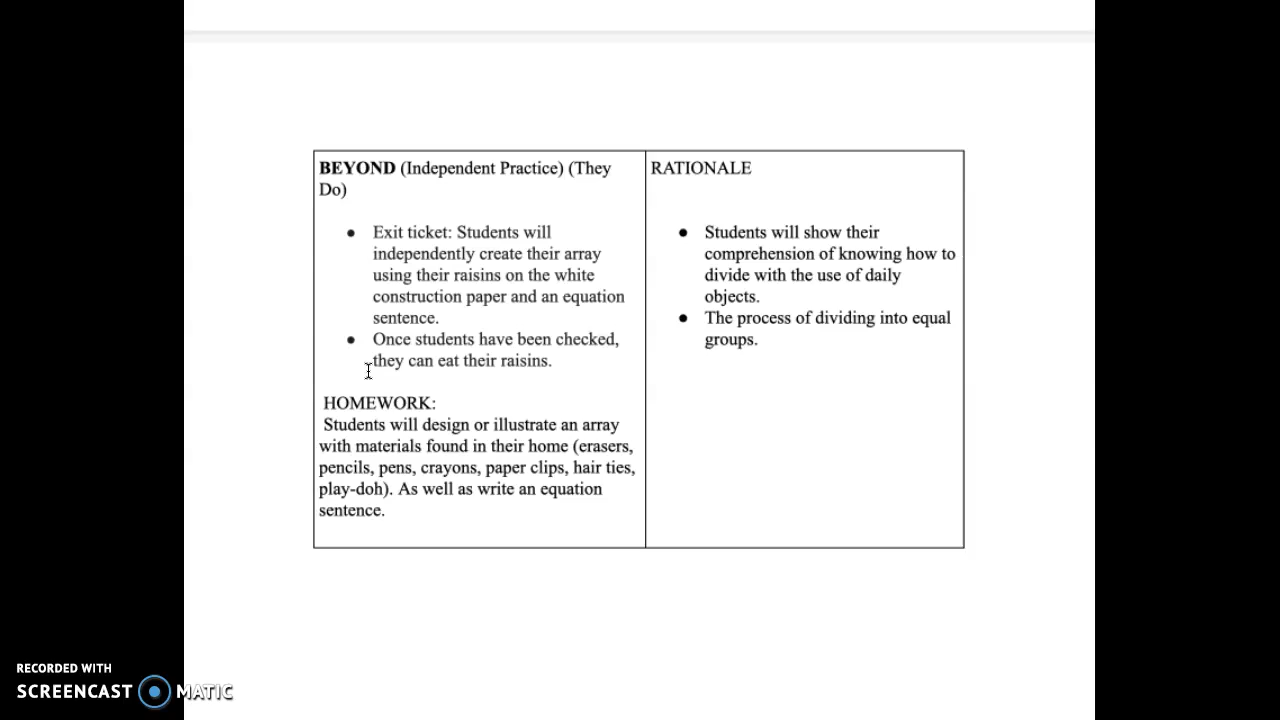 BEYOND (Independent Practice) (They
Do)
● Exit ticket: Students will
independently create their array
using their raisins on the white
construction paper and an equation
sentence.
● Once students have been checked,
they can eat their raisins.
HOMEWORK:
Students will design or illustrate an array
with materials found in their home (erasers,
pencils, pens, crayons, paper clips, hair ties,
play-doh). As well as write an equation
sentence.
RATIONALE
● Students will show their
comprehension of knowing how to
divide with the use of daily
objects.
● The process of dividing into equal
groups.
RECORDED WITH
SCREENCAST MATIC